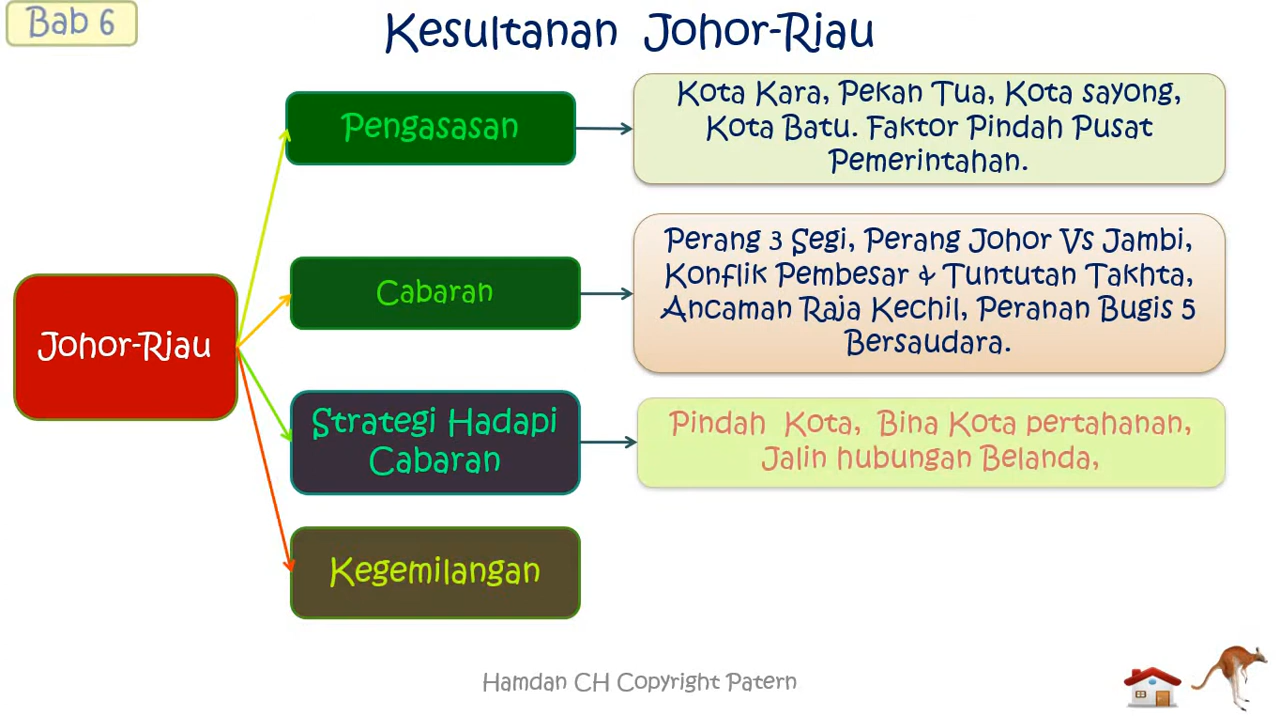 Bab 6
Kesultanan Johor-Riau
Pengasasan
Kota Kara, Pekan Tua, Kota sayong,
Kota Batu. Faktor Pindah Pusat
Pemerintahan.
Cabaran
Perang 3 Segi, Perang Johor Vs Jambi,
Konflik Pembesar & Tuntutan Takhta,
Ancaman Raja Kechil, Peranan Bugis 5
Bersaudara.
Johor-Riau
Strategi Hadapi
Cabaran
Pindah Kota, Bina Kota pertahanan,
Jalin hubungan Belanda,
Kegemilangan
Hamdan CH Copyright Patern